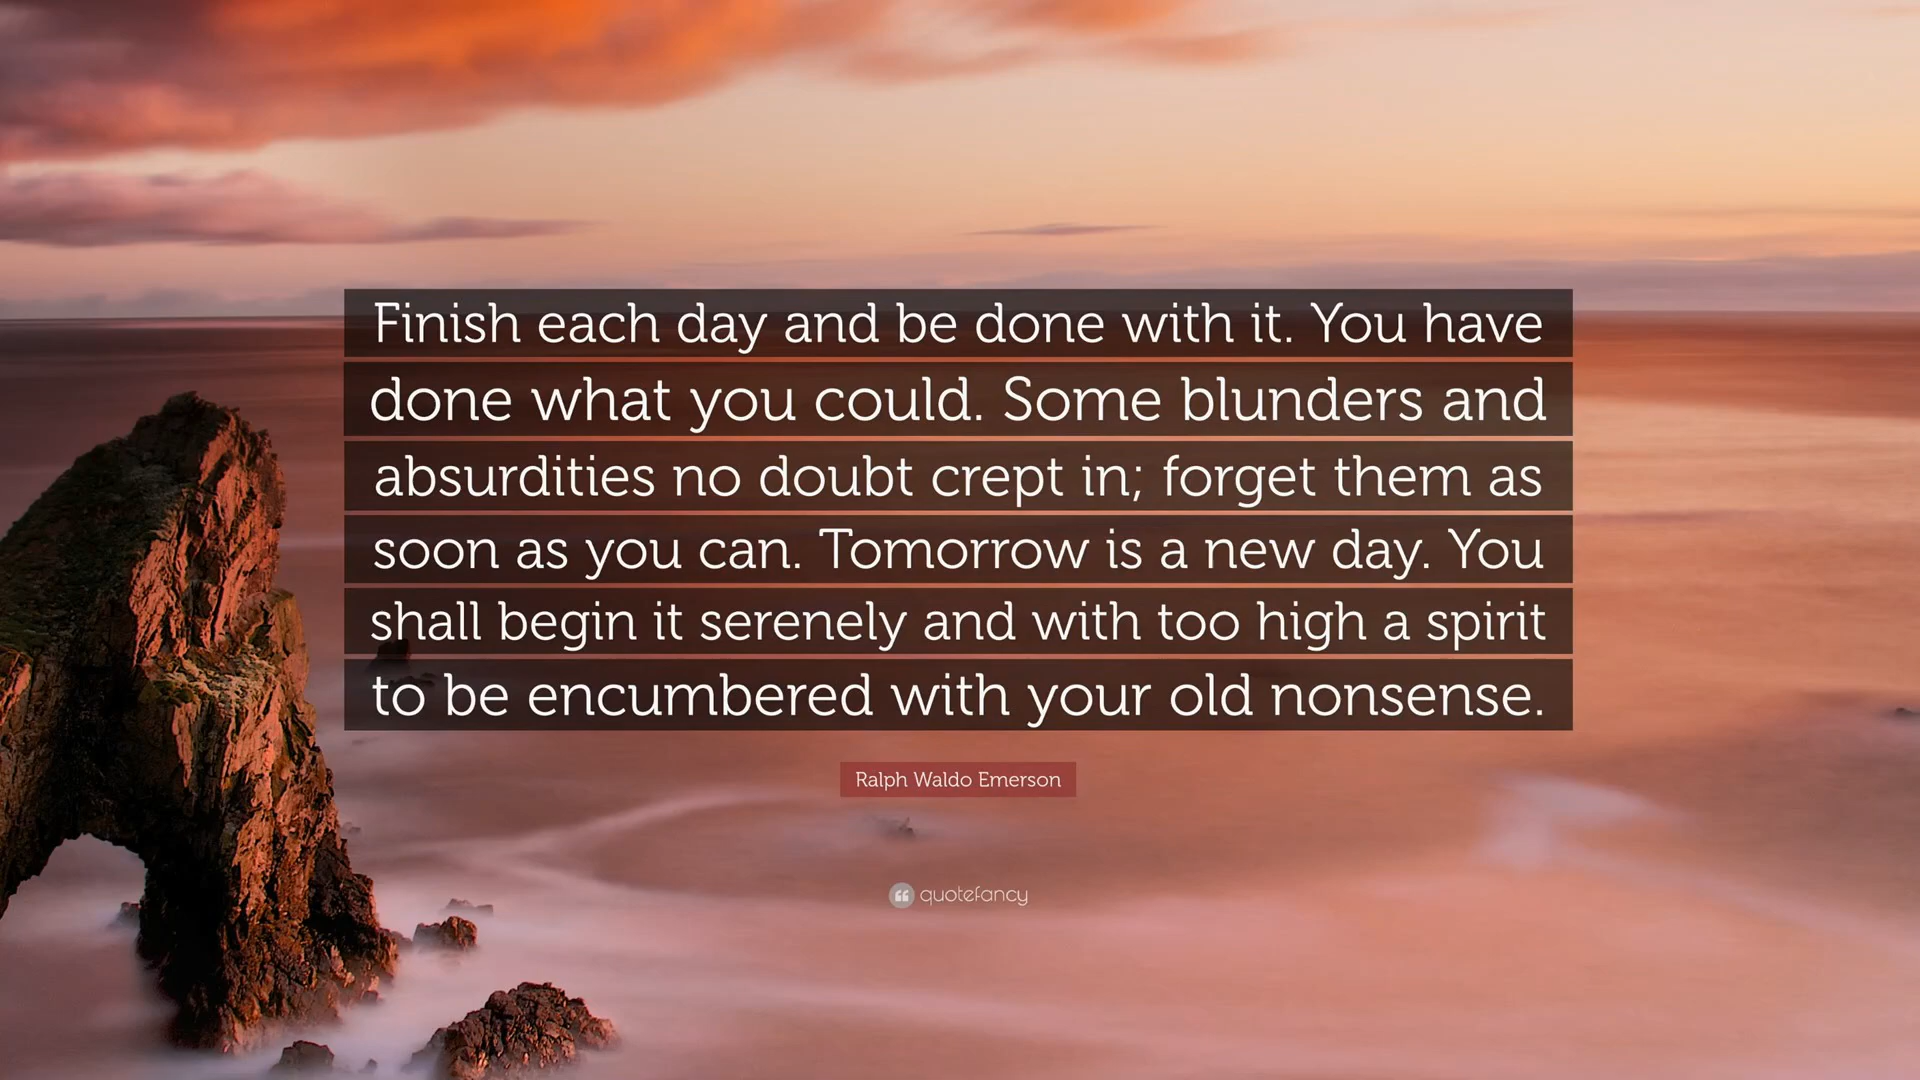 Finish each day and be done with it. You have
done what you could. Some blunders and
absurdities no doubt crept in; forget them as
soon as you can. Tomorrow is a new day. You
shall begin it serenely and with too high a spirit
to be encumbered with your old nonsense.
Ralph Waldo Emerson
quotefancy